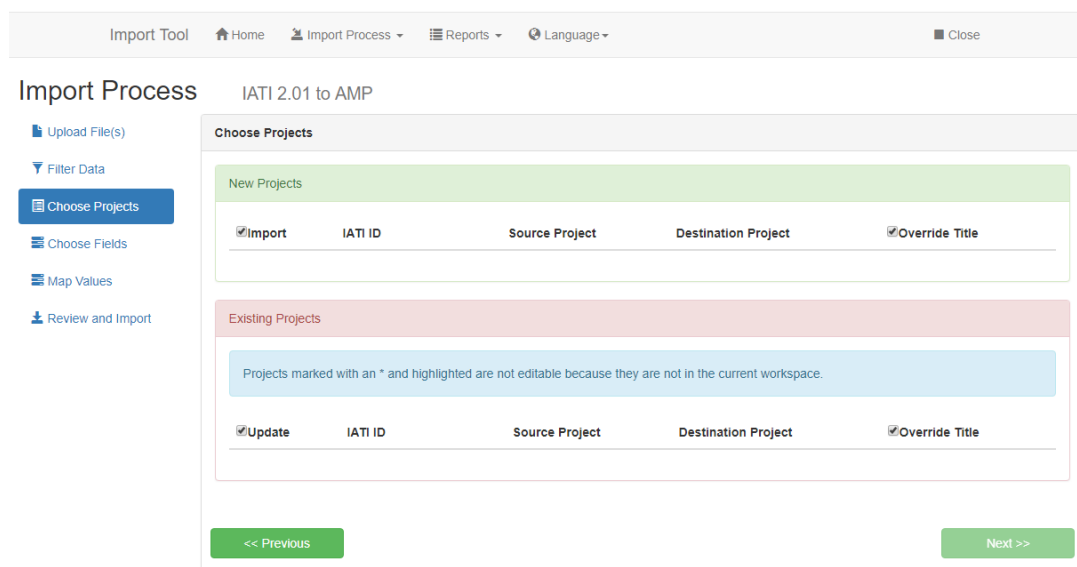 Import Tool Home Import Process Reports Language Close
Import Process IATI 2.01 to AMP
Upload File(s)
Filter Data
Choose Projects
Choose Fields
Map Values
Review and Import
Choose Projects
New Projects
Import IATI ID Source Project Destination Project Override Title
Existing Projects
Projects marked with an * and highlighted are not editable because they are not in the current workspace.
Update IATI ID Source Project Destination Project Override Title
<< Previous Next >>